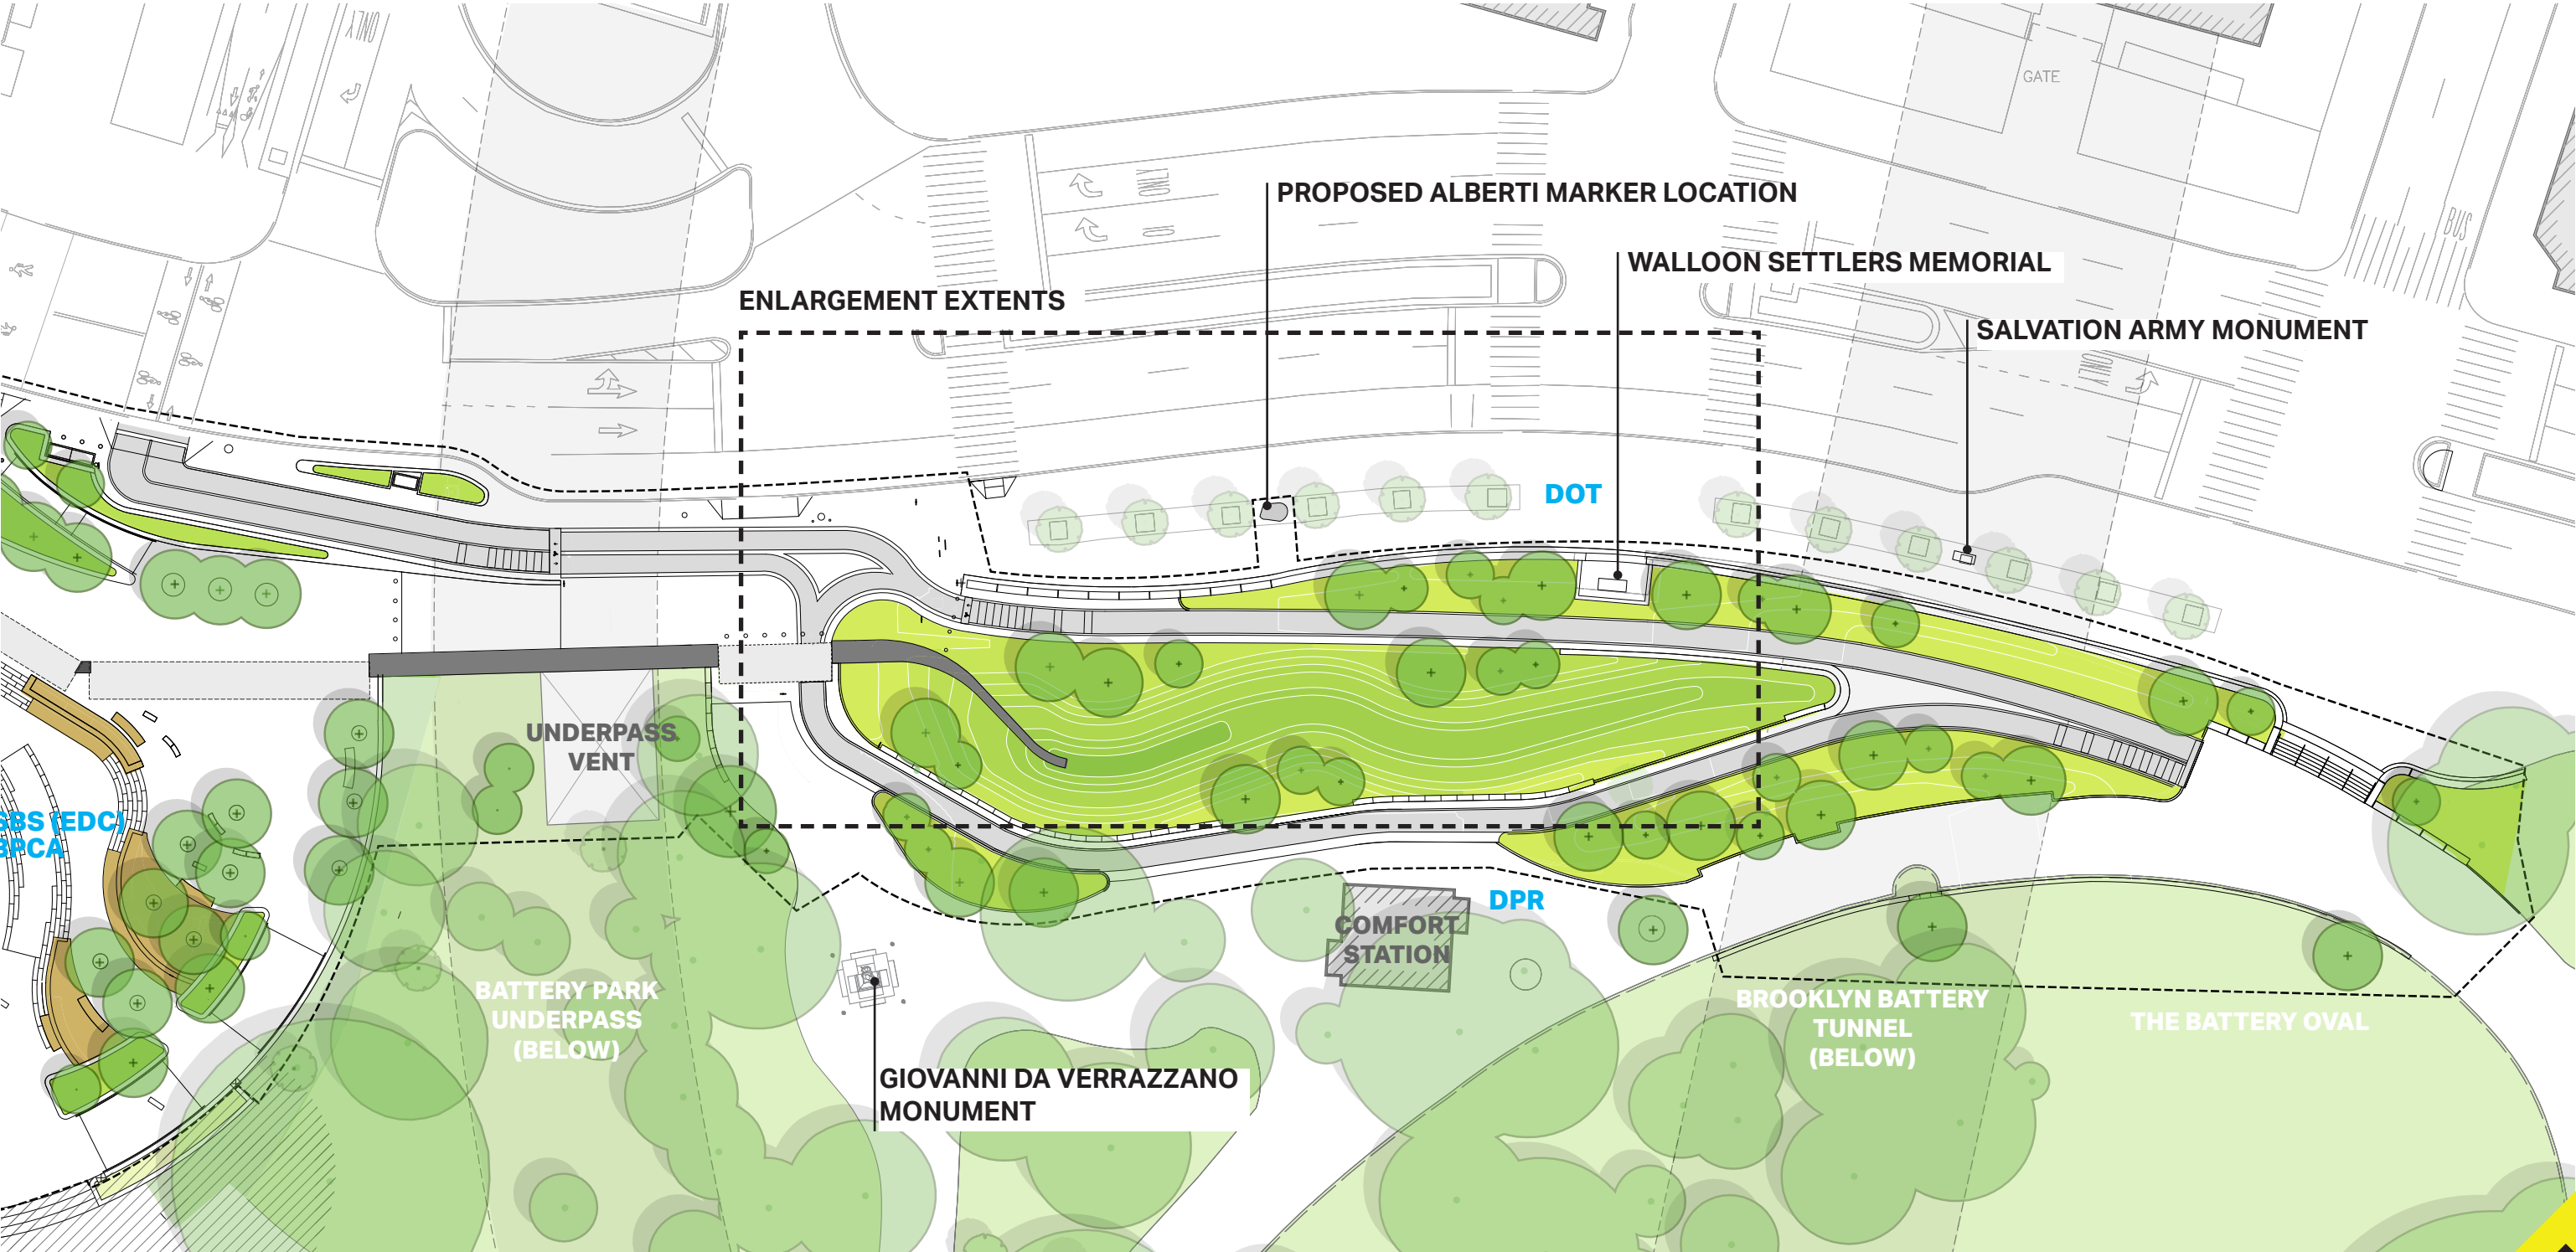 ONLY
GATE
BUS
PROPOSED ALBERTI MARKER LOCATION
WALLOON SETTLERS MEMORIAL
ENLARGEMENT EXTENTS
SALVATION ARMY MONUMENT
DOT
UNDERPASS
VENT
SBS (EDC)
BPCA
DPR
COMFORT
STATION
BATTERY PARK
UNDERPASS
(BELOW)
BROOKLYN BATTERY
TUNNEL
(BELOW)
THE BATTERY OVAL
GIOVANNI DA VERRAZZANO
MONUMENT